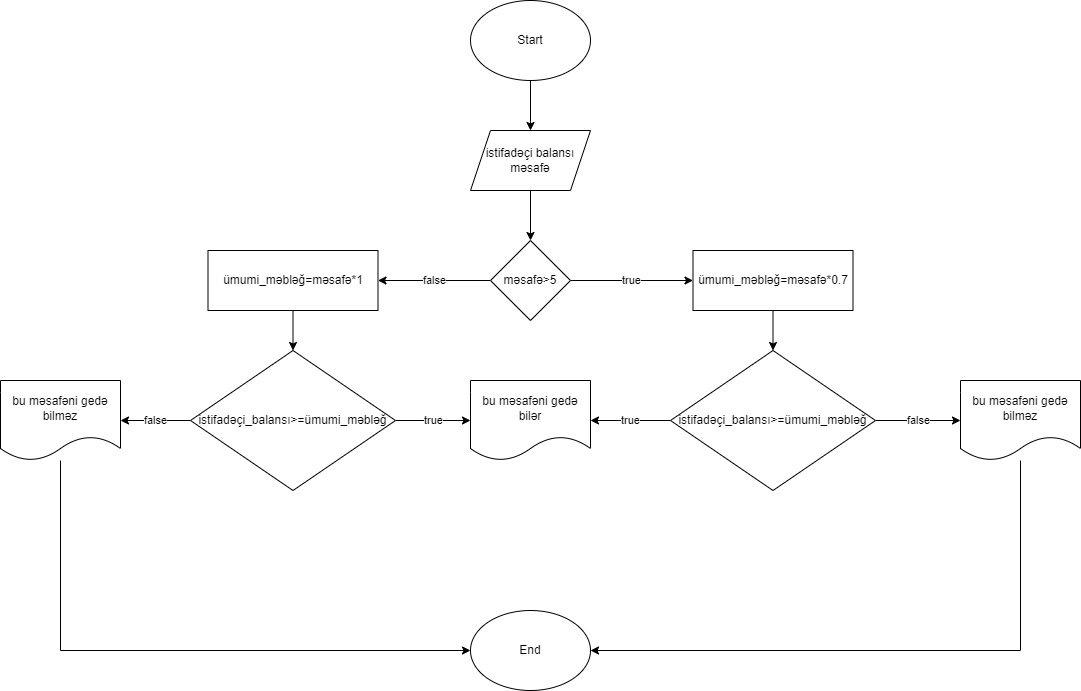 Start
istifadəçi balansı
məsafə
ümumi_məbləğ=məsafə*1
false
məsafə>5
true
ümumi_məbləğ=məsafə*0.7
bu məsafəni gedə
bilməz
false
istifadəçi_balansı>=ümumi_məbləğ
true
bu məsafəni gedə
bilər
true
istifadəçi_balansı>=ümumi_məbləğ
false
bu məsafəni gedə
bilməz
End